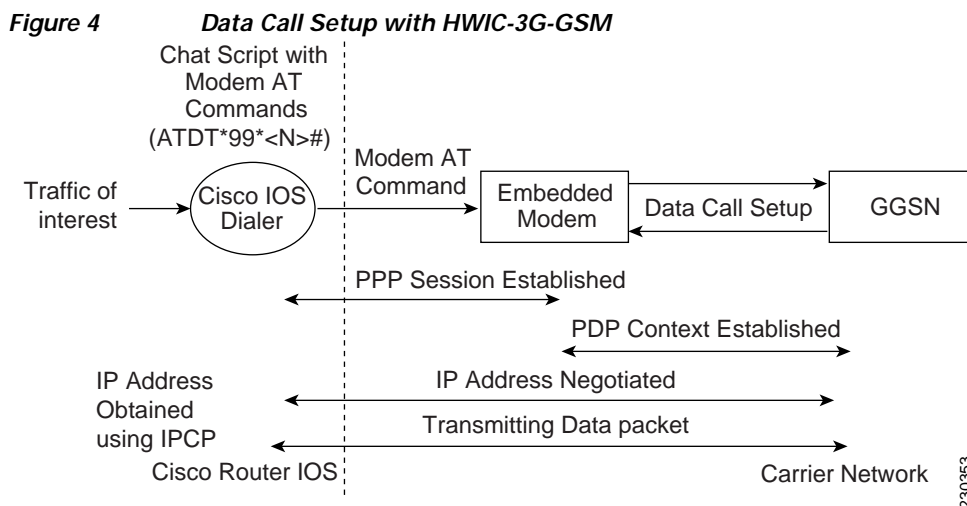 Figure 4 Data Call Setup with HWIC-3G-GSM
Chat Script with
Modem AT
Commands
(ATDT*99*<N>#)
Traffic of
interest
Cisco IOS
Dialer
Modem AT
Command
Embedded
Modem
Data Call Setup
GGSN
PPP Session Established
PDP Context Established
IP Address
Obtained
using IPCP
IP Address Negotiated
Transmitting Data packet
Cisco Router IOS
Carrier Network
230353